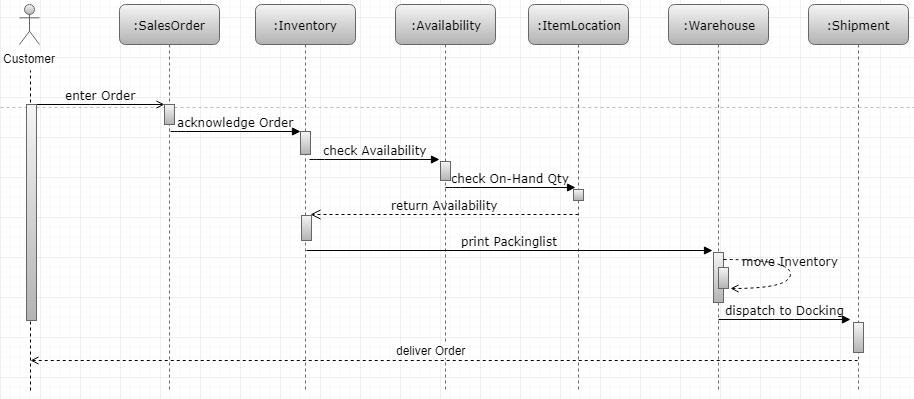 :SalesOrder
:Inventory
:Availability
:ItemLocation
:Warehouse
:Shipment
Customer
enter Order
acknowledge Order
check Availability
check On-Hand Qty
return Availability
print Packinglist
move Inventory
dispatch to Docking
deliver Order